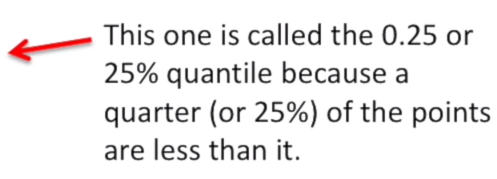 This one is called the 0.25 or
25% quantile because a
quarter (or 25%) of the points
are less than it.